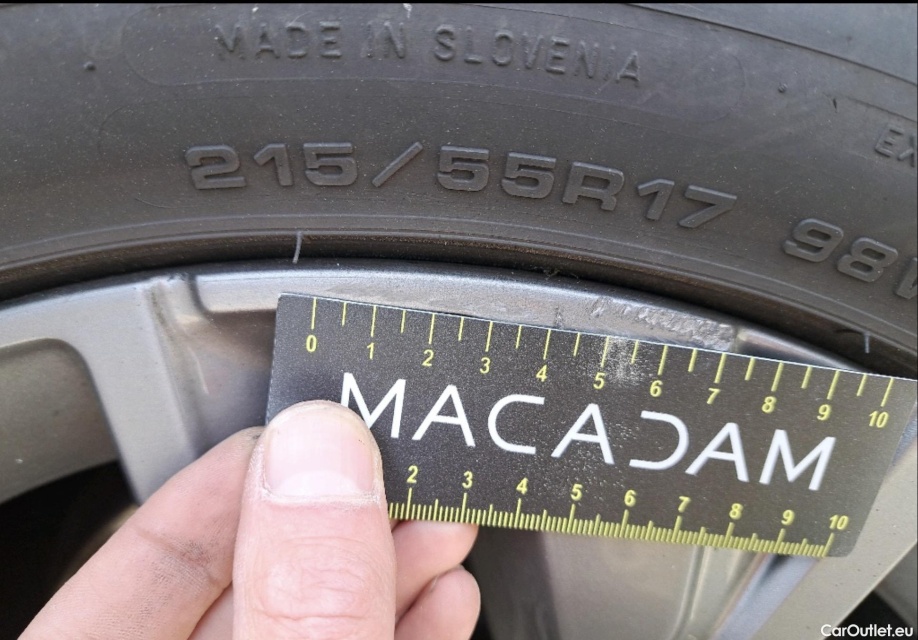 MADE IN SLOVENIA
215/55R17 98
0 1 2 3 4 5 6 7 8 9 10
MACADAM
2 3 4 5 6 7 8 9 10
CarOutlet.eu